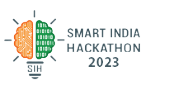 SMART INDIA
HACKATHON
2023
SIH